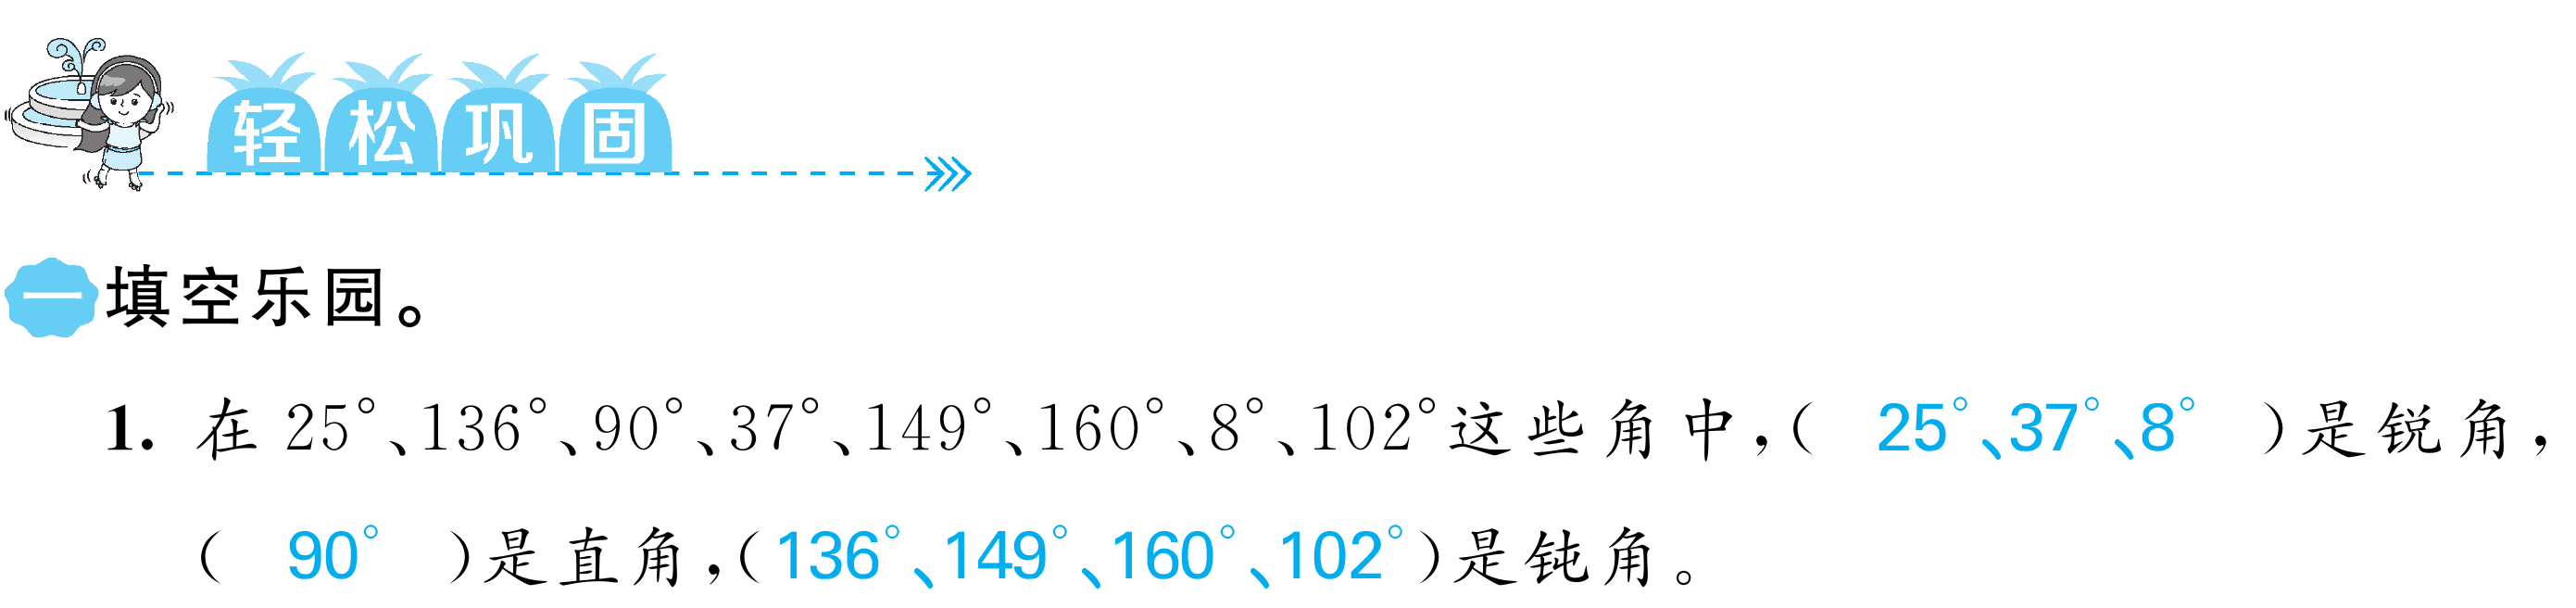 轻松巩固
一 填空乐园。
1. 在 25°、136°、90°、37°、149°、160°、8°、102°这些角中,( 25°、37°、8° )是锐角,
( 90° )是直角,(136°、149°、160°、102°)是钝角。